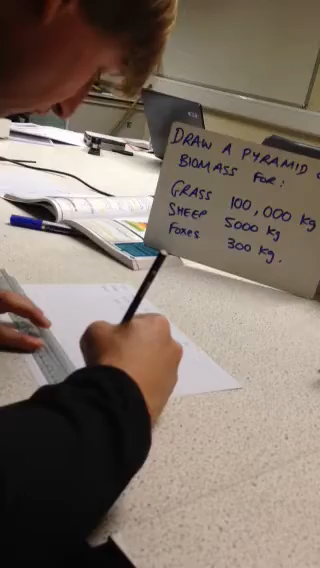 DRAW A PYRAMID
BIOMASS FOR:
GRASS 100,000 Kg
SHEEP 5000 Kg
Foxes 300 Kg.